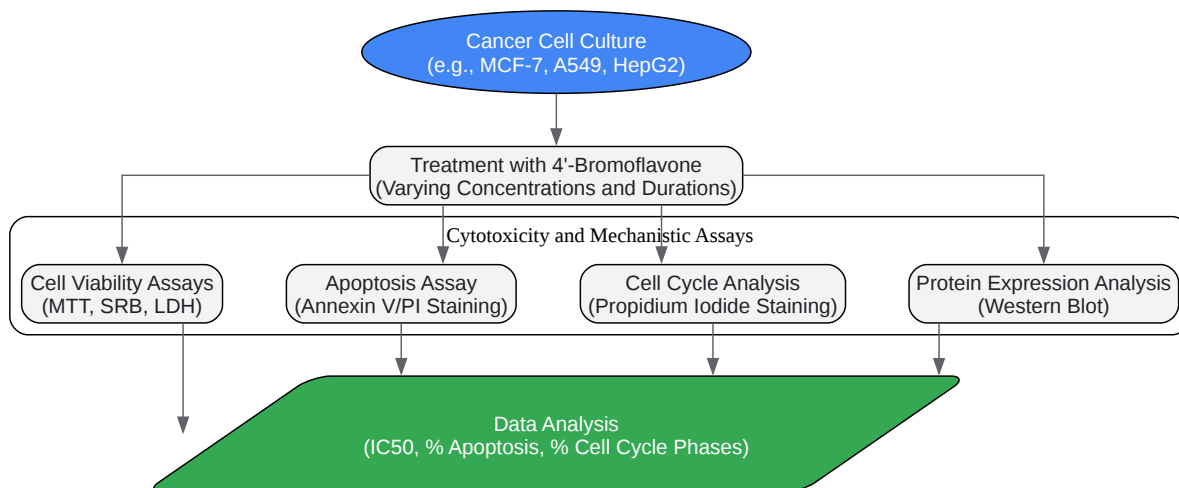 Cancer Cell Culture
(e.g., MCF-7, A549, HepG2)
Treatment with 4'-Bromoflavone
(Varying Concentrations and Durations)
Cytotoxicity and Mechanistic Assays
Cell Viability Assays
(MTT, SRB, LDH)
Apoptosis Assay
(Annexin V/PI Staining)
Cell Cycle Analysis
(Propidium Iodide Staining)
Protein Expression Analysis
(Western Blot)
Data Analysis
(IC50, % Apoptosis, % Cell Cycle Phases)